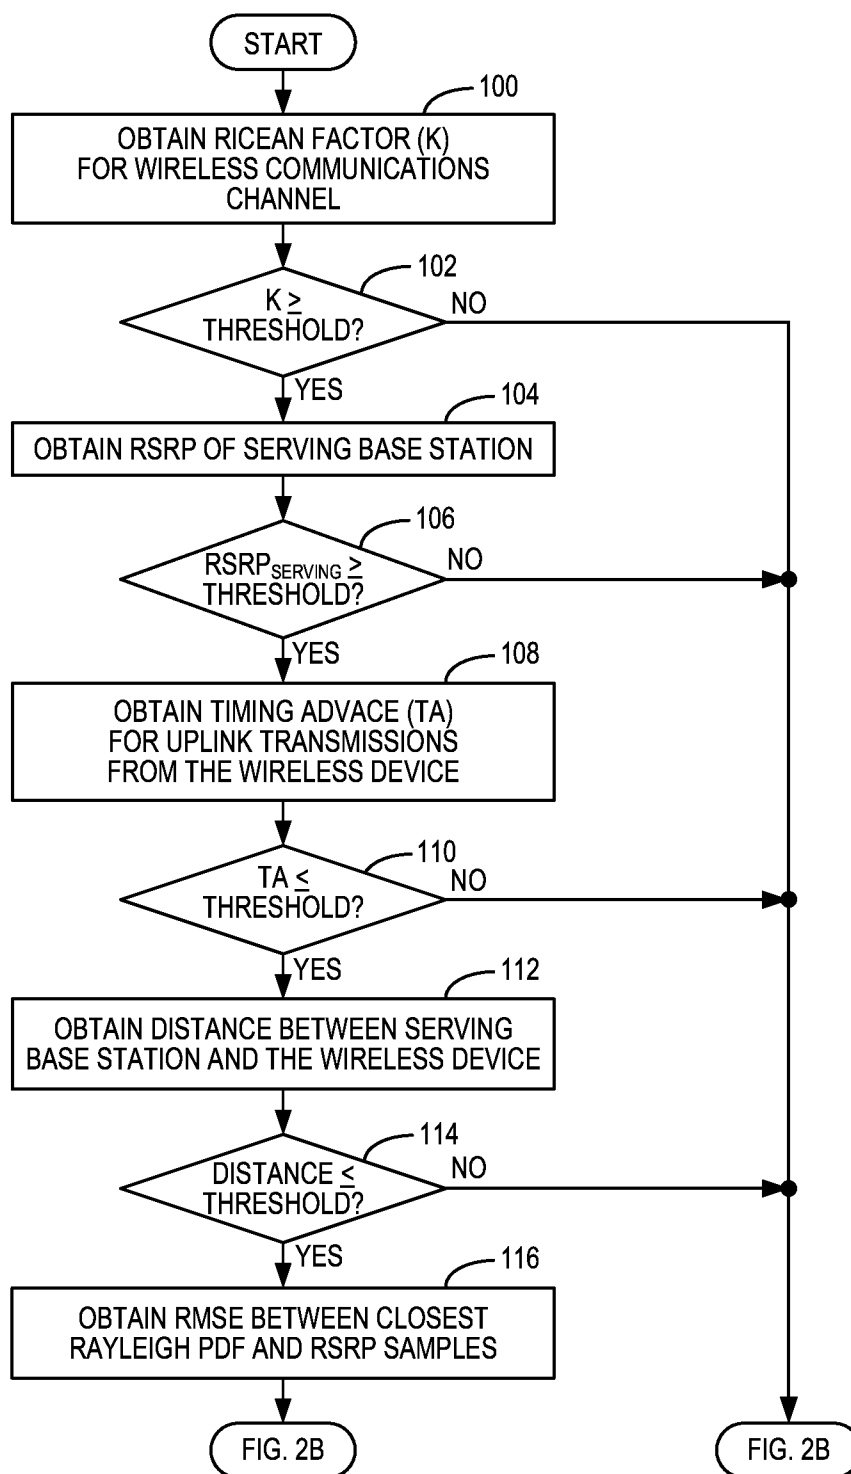 START
100
OBTAIN RICEAN FACTOR (K)
FOR WIRELESS COMMUNICATIONS
CHANNEL
102
K ≥
THRESHOLD?
NO
YES
104
OBTAIN RSRP OF SERVING BASE STATION
106
RSRPSERVING ≥
THRESHOLD?
NO
YES
108
OBTAIN TIMING ADVACE (TA)
FOR UPLINK TRANSMISSIONS
FROM THE WIRELESS DEVICE
110
TA ≤
THRESHOLD?
NO
YES
112
OBTAIN DISTANCE BETWEEN SERVING
BASE STATION AND THE WIRELESS DEVICE
114
DISTANCE ≤
THRESHOLD?
NO
YES
116
OBTAIN RMSE BETWEEN CLOSEST
RAYLEIGH PDF AND RSRP SAMPLES
FIG. 2B
FIG. 2B